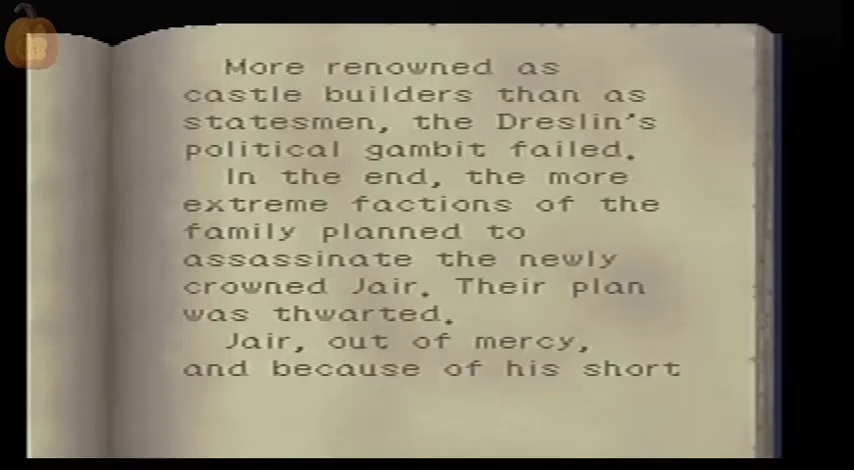 More renowned as
castle builders than as
statesmen, the Dreslin's
political gambit failed.
In the end, the more
extreme factions of the
family planned to
assassinate the newly
crowned Jair. Their plan
was thwarted.
Jair, out of mercy,
and because of his short